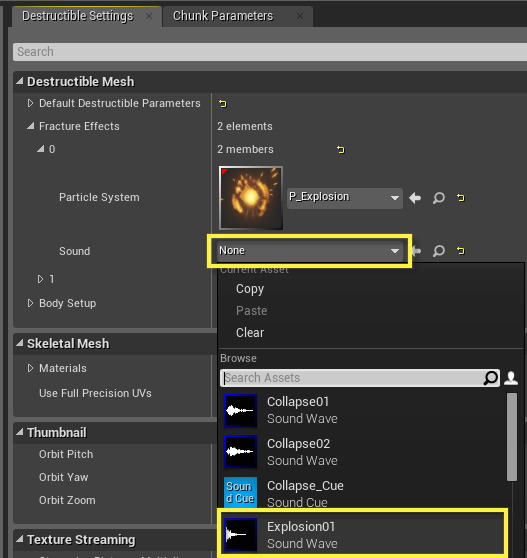 Destructible Settings
Chunk Parameters
Search
Destructible Mesh
Default Destructible Parameters
Fracture Effects
2 elements
0
2 members
Particle System
P_Explosion
Sound
None
Current Asset
1
Copy
Body Setup
Paste
Clear
Skeletal Mesh
Browse
Materials
Search Assets
Use Full Precision UVs
Collapse01
Sound Wave
Thumbnail
Collapse02
Orbit Pitch
Sound Wave
Orbit Yaw
Soun
d Cue
Collapse_Cue
Orbit Zoom
Sound Cue
Explosion01
Texture Streaming
Sound Wave